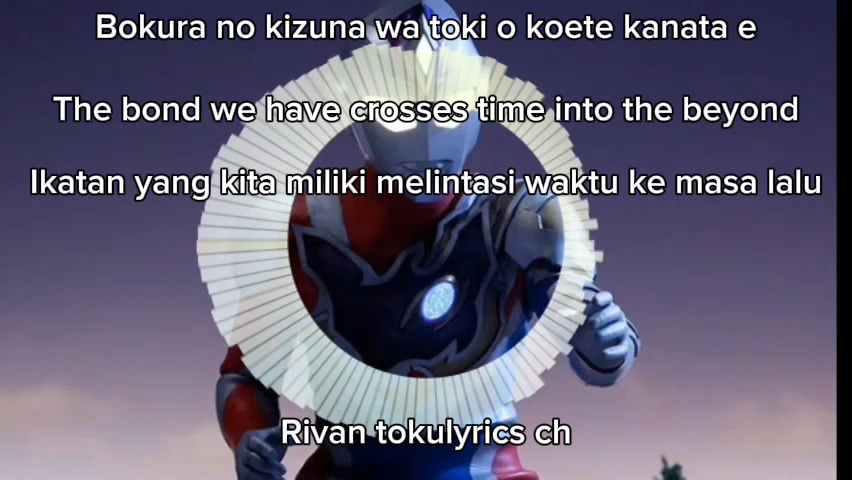 Bokura no kizuna wa toki o koete kanata e
The bond we have crosses time into the beyond
Ikatan yang kita miliki melintasi waktu ke masa lalu
Rivan tokulyrics ch